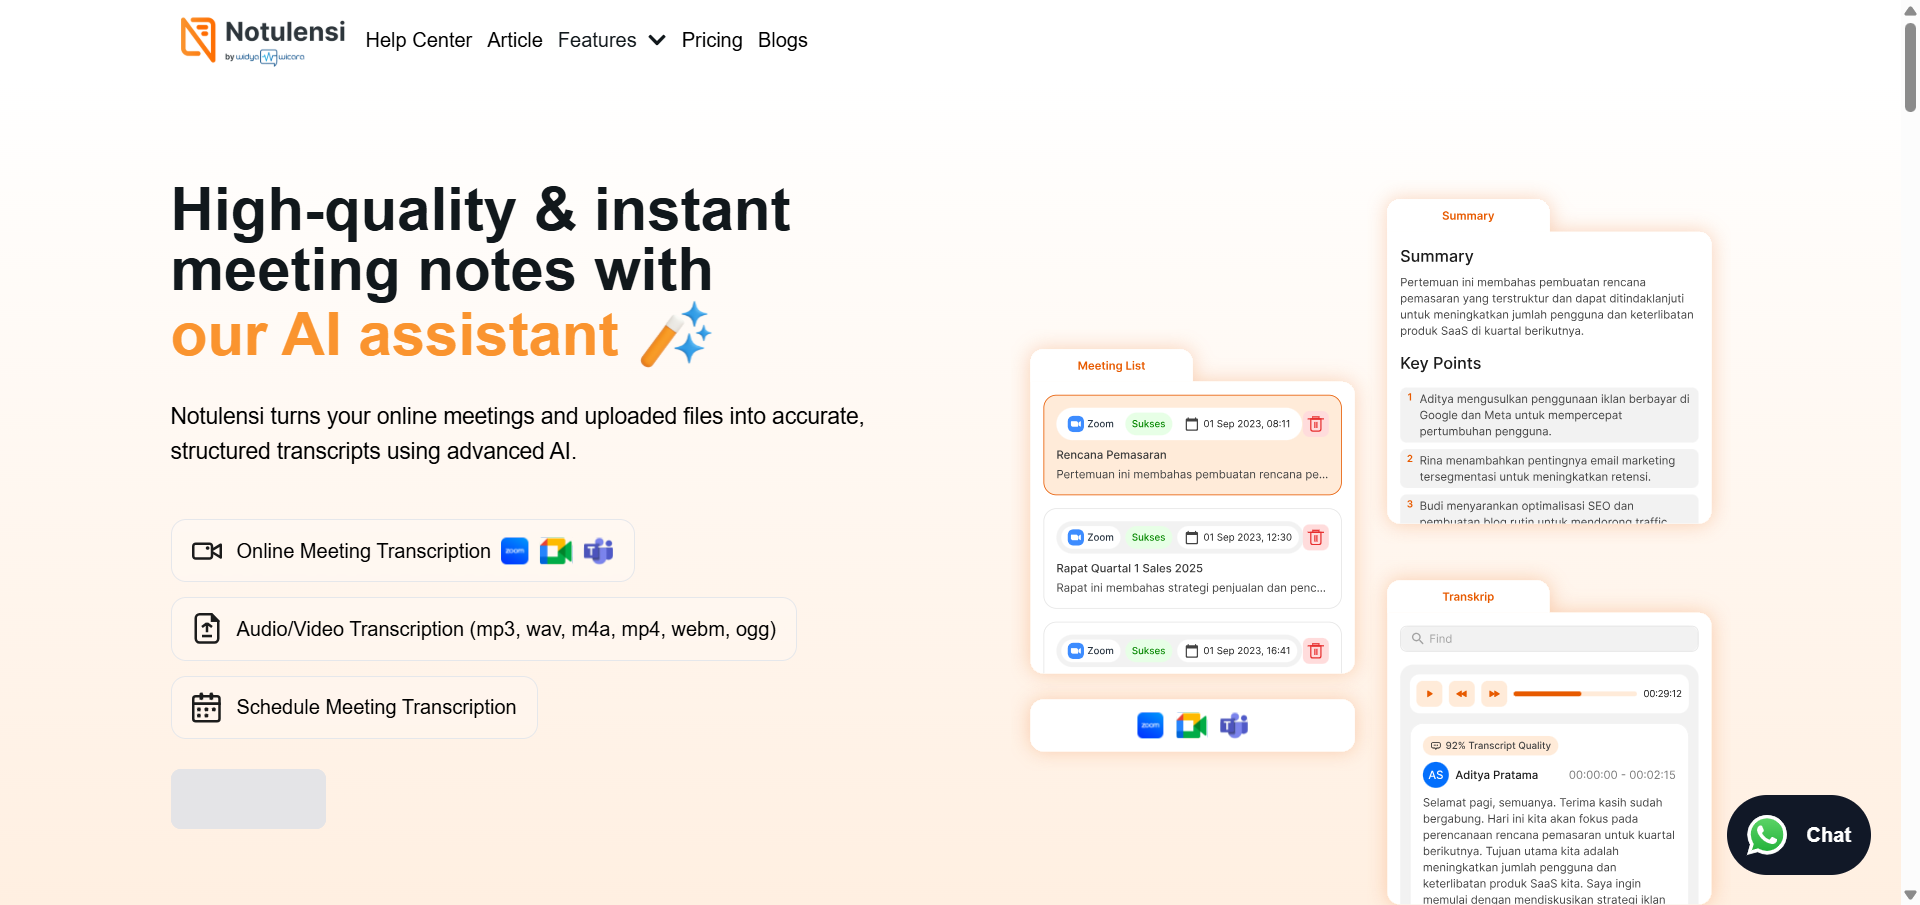 Notulensi
by widya wicara
Help Center
Article
Features
Pricing
Blogs
High-quality & instant
meeting notes with
our AI assistant
Notulensi turns your online meetings and uploaded files into accurate,
structured transcripts using advanced AI.
Online Meeting Transcription
zoom
Audio/Video Transcription (mp3, wav, m4a, mp4, webm, ogg)
Schedule Meeting Transcription
Meeting List
Zoom Sukses 01 Sep 2023, 08:11
Rencana Pemasaran
Pertemuan ini membahas pembuatan rencana pe...
Zoom Sukses 01 Sep 2023, 12:30
Rapat Quartal 1 Sales 2025
Rapat ini membahas strategi penjualan dan penc...
Zoom Sukses 01 Sep 2023, 16:41
zoom
Summary
Summary
Pertemuan ini membahas pembuatan rencana
pemasaran yang terstruktur dan dapat ditindaklanjuti
untuk meningkatkan jumlah pengguna dan keterlibatan
produk SaaS di kuartal berikutnya.
Key Points
1 Aditya mengusulkan penggunaan iklan berbayar di
Google dan Meta untuk mempercepat
pertumbuhan pengguna.
2 Rina menambahkan pentingnya email marketing
tersegmentasi untuk meningkatkan retensi.
3 Budi menyarankan optimalisasi SEO dan
pembuatan blog rutin untuk mendorong traffic
Transkrip
Find
00:29:12
92% Transcript Quality
AS Aditya Pratama 00:00:00 - 00:02:15
Selamat pagi, semuanya. Terima kasih sudah
bergabung. Hari ini kita akan fokus pada
perencanaan rencana pemasaran untuk kuartal
berikutnya. Tujuan utama kita adalah
meningkatkan jumlah pengguna dan
keterlibatan produk SaaS kita. Saya ingin
memulai dengan mendiskusikan strategi iklan
Chat